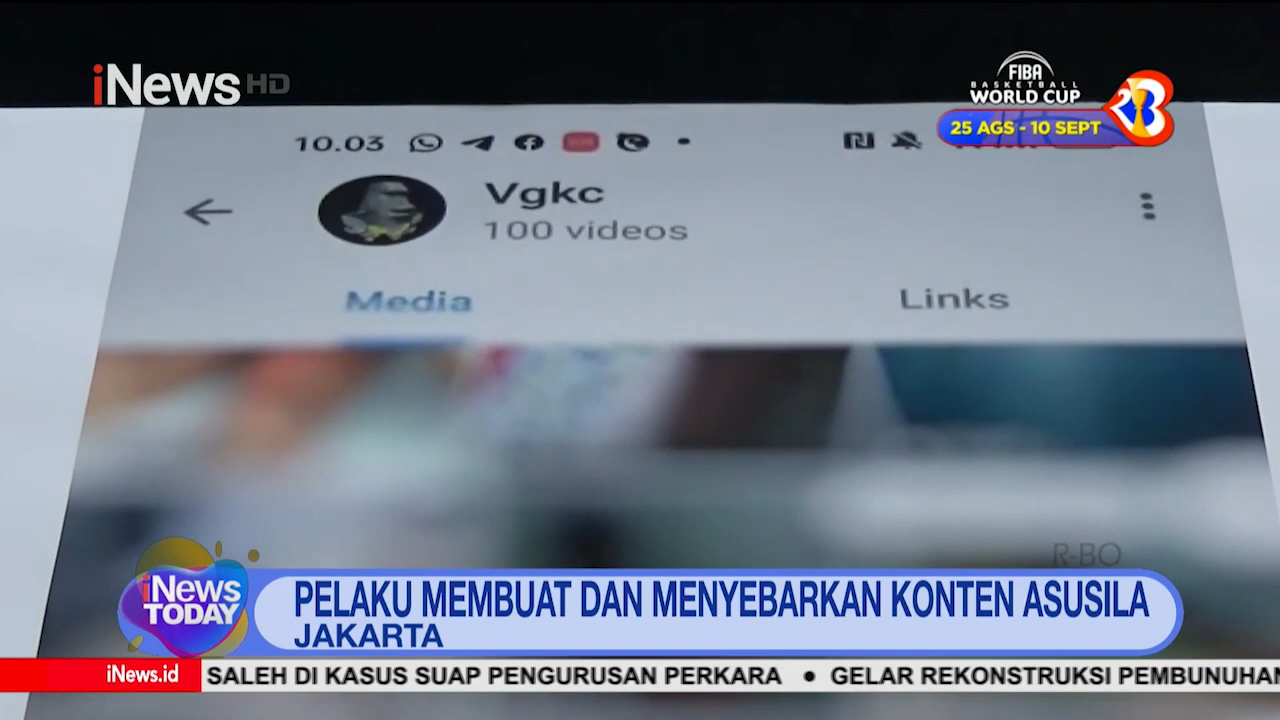 iNews HD
FIBA
BASKETBALL
WORLD CUP
25 AGS - 10 SEPT
10.03
Vgkc
100 videos
Media
Links
R-BO
iNews
TODAY
PELAKU MEMBUAT DAN MENYEBARKAN KONTEN ASUSILA
JAKARTA
iNews.id SALEH DI KASUS SUAP PENGURUSAN PERKARA • GELAR REKONSTRUKSI PEMBUNUHAN